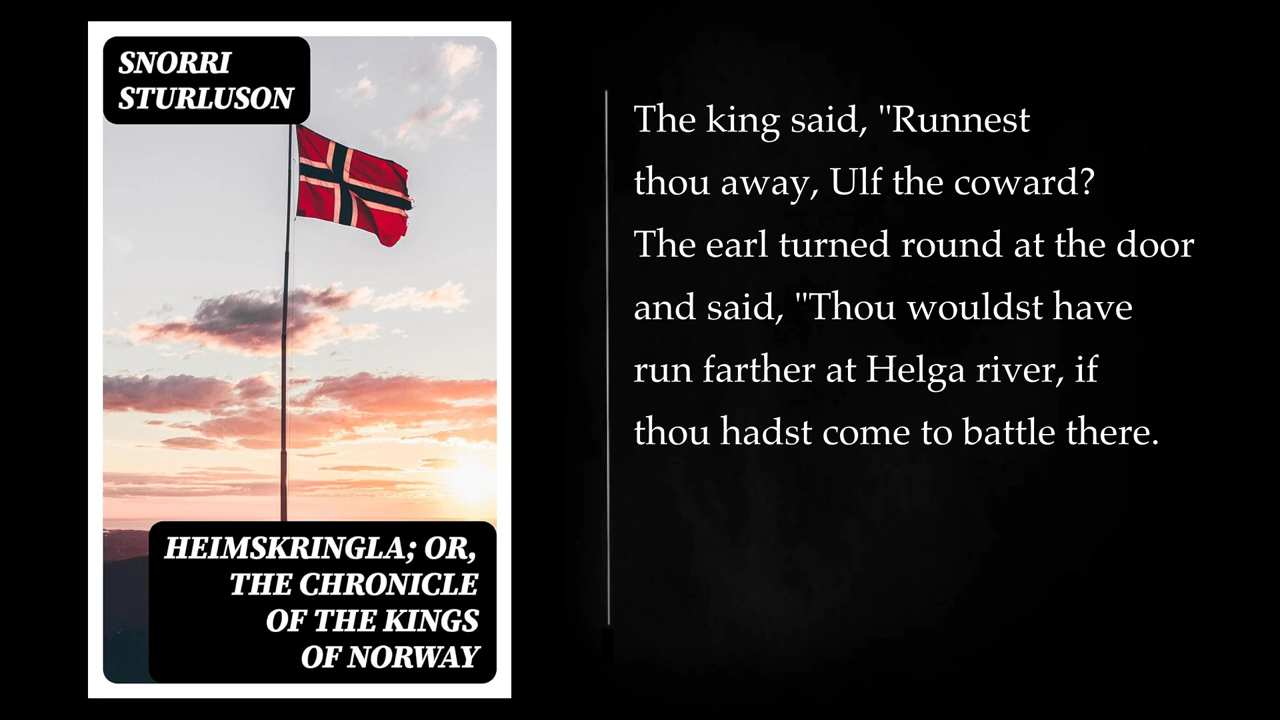 SNORRI
STURLUSON
HEIMSKRINGLA; OR,
THE CHRONICLE
OF THE KINGS
OF NORWAY
The king said, "Runnest
thou away, Ulf the coward?
The earl turned round at the door
and said, "Thou wouldst have
run farther at Helga river, if
thou hadst come to battle there.